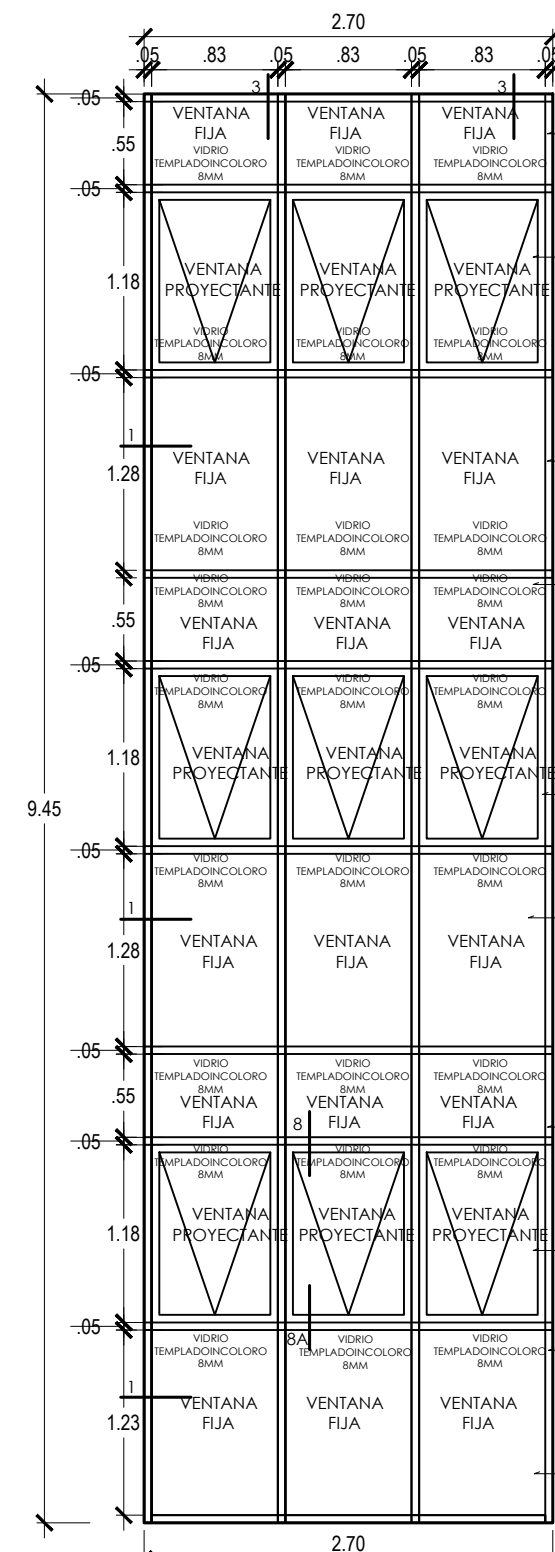 2.70
.05 .83 .05 .83 .05 .83 .05
3 3
.05
VENTANA VENTANA VENTANA
FIJA FIJA FIJA
.55
VIDRIO VIDRIO VIDRIO
TEMPLADOINCOLORO TEMPLADOINCOLORO TEMPLADOINCOLORO
8MM 8MM 8MM
.05
VENTANA VENTANA VENTANA
1.18
PROYECTANTE PROYECTANTE PROYECTANTE
VIDRIO VIDRIO VIDRIO
TEMPLADOINCOLORO TEMPLADOINCOLORO TEMPLADOINCOLORO
8MM 8MM 8MM
.05
1
VENTANA VENTANA VENTANA
1.28
FIJA FIJA FIJA
VIDRIO VIDRIO VIDRIO
TEMPLADOINCOLORO TEMPLADOINCOLORO TEMPLADOINCOLORO
8MM 8MM 8MM
.05
VIDRIO VIDRIO VIDRIO
TEMPLADOINCOLORO TEMPLADOINCOLORO TEMPLADOINCOLORO
8MM 8MM 8MM
.55
VENTANA VENTANA VENTANA
FIJA FIJA FIJA
.05
VIDRIO VIDRIO VIDRIO
TEMPLADOINCOLORO TEMPLADOINCOLORO TEMPLADOINCOLORO
8MM 8MM 8MM
1.18
VENTANA VENTANA VENTANA
PROYECTANTE PROYECTANTE PROYECTANTE
9.45
.05
VIDRIO VIDRIO VIDRIO
TEMPLADOINCOLORO TEMPLADOINCOLORO TEMPLADOINCOLORO
8MM 8MM 8MM
1
VENTANA VENTANA VENTANA
1.28
FIJA FIJA FIJA
.05
VIDRIO VIDRIO VIDRIO
TEMPLADOINCOLORO TEMPLADOINCOLORO TEMPLADOINCOLORO
8MM 8MM 8MM
.55
VENTANA VENTANA VENTANA
FIJA FIJA FIJA
8
.05
VIDRIO VIDRIO VIDRIO
TEMPLADOINCOLORO TEMPLADOINCOLORO TEMPLADOINCOLORO
8MM 8MM 8MM
VENTANA VENTANA VENTANA
1.18
PROYECTANTE PROYECTANTE PROYECTANTE
.05
8A
VIDRIO VIDRIO VIDRIO
TEMPLADOINCOLORO TEMPLADOINCOLORO TEMPLADOINCOLORO
8MM 8MM 8MM
1
VENTANA VENTANA VENTANA
1.23
FIJA FIJA FIJA
2.70